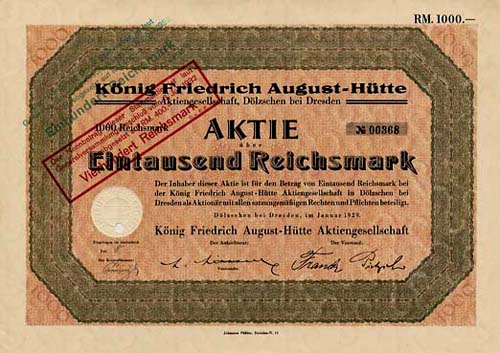 RM. 1000.—
König Friedrich August-Hütte
Aktiengesellschaft, Dölzschen bei Dresden
1000 Reichsmark
AKTIE
№ 00368
über
Eintausend Reichsmark
Vierhundert Reichsmark
Der Inhaber dieser Aktie ist für den Betrag von Eintausend Reichsmark bei
der König Friedrich August-Hütte Aktiengesellschaft in Dölzschen bei
Dresden als Aktionär mit allen satzungsmäßigen Rechten und Pflichten beteiligt.
Dölzschen bei Dresden, im Januar 1929.
König Friedrich August-Hütte Aktiengesellschaft
Der Aufsichtsrat:
Der Vorstand:
Vorsitzender